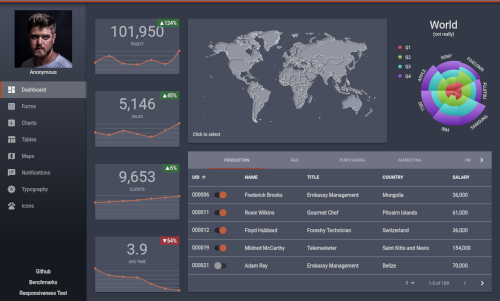 Anonymous
Dashboard
Forms
Charts
Tables
Maps
Notifications
Typography
Icons
Github
Benchmarks
Responsiveness Test
▲124%
101,950
PROFIT
▲45%
5,146
SALES
▲6%
9,653
CLIENTS
▼54%
3.9
AVG TIME
Click to select
World
(not really)
Q1
Q2
Q3
Q4
SONY
FOXCONN
FUJITSU
SAMSUNG
IBM
APPLE
PRODUCTION R&D PURCHASING MARKETING HR
UID NAME TITLE COUNTRY SALARY
000006 Frederick Brooks Embassy Management Mongolia 36,000
000011 Rosie Wilkins Gourmet Chef Pitcairn Islands 61,000
000012 Floyd Hubbard Forestry Technician Switzerland 36,000
000019 Mildred McCarthy Telemarketer Saint Kitts and Nevis 154,000
000021 Adam Ray Embassy Management Belize 70,000
5 1-5 of 169